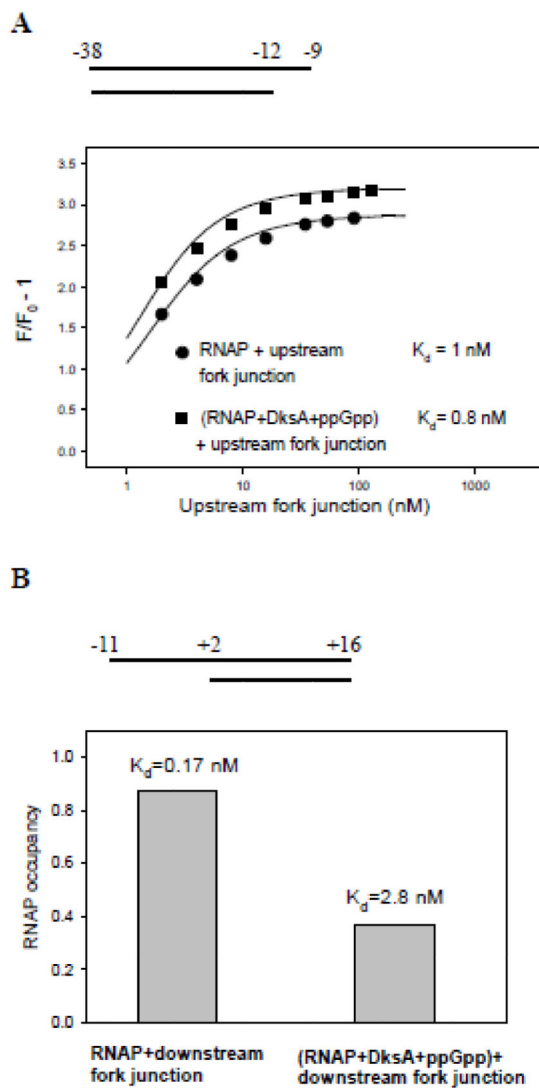 A
-38 -12 -9
3.5
3.0
2.5
2.0
1.5
1.0
0.5
0.0
F/F₀ - 1
RNAP + upstream K_d = 1 nM
fork junction
(RNAP+DksA+ppGpp) K_d = 0.8 nM
+ upstream fork junction
1 10 100 1000
Upstream fork junction (nM)
B
-11 +2 +16
1.0
0.8
0.6
0.4
0.2
0.0
RNAP occupancy
K_d=0.17 nM
K_d=2.8 nM
RNAP+downstream
fork junction
(RNAP+DksA+ppGpp)+
downstream fork junction